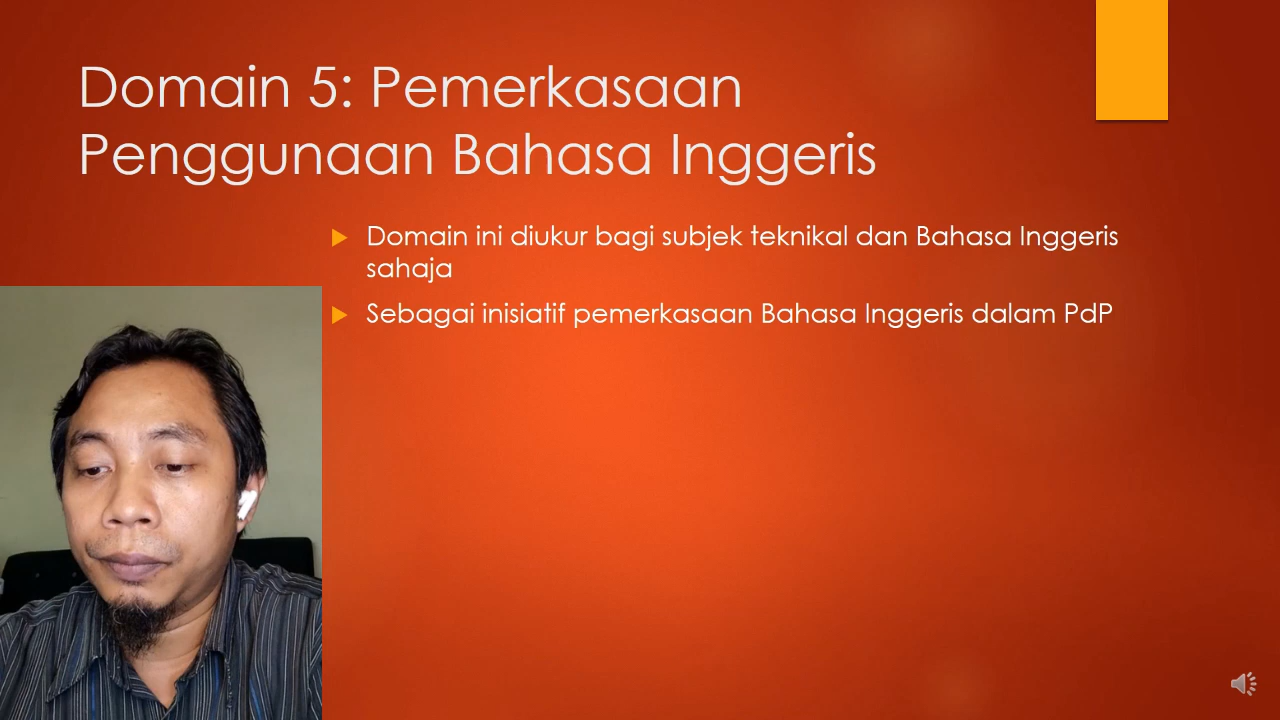 Domain 5: Pemerkasaan
Penggunaan Bahasa Inggeris
Domain ini diukur bagi subjek teknikal dan Bahasa Inggeris
sahaja
Sebagai inisiatif pemerkasaan Bahasa Inggeris dalam PdP